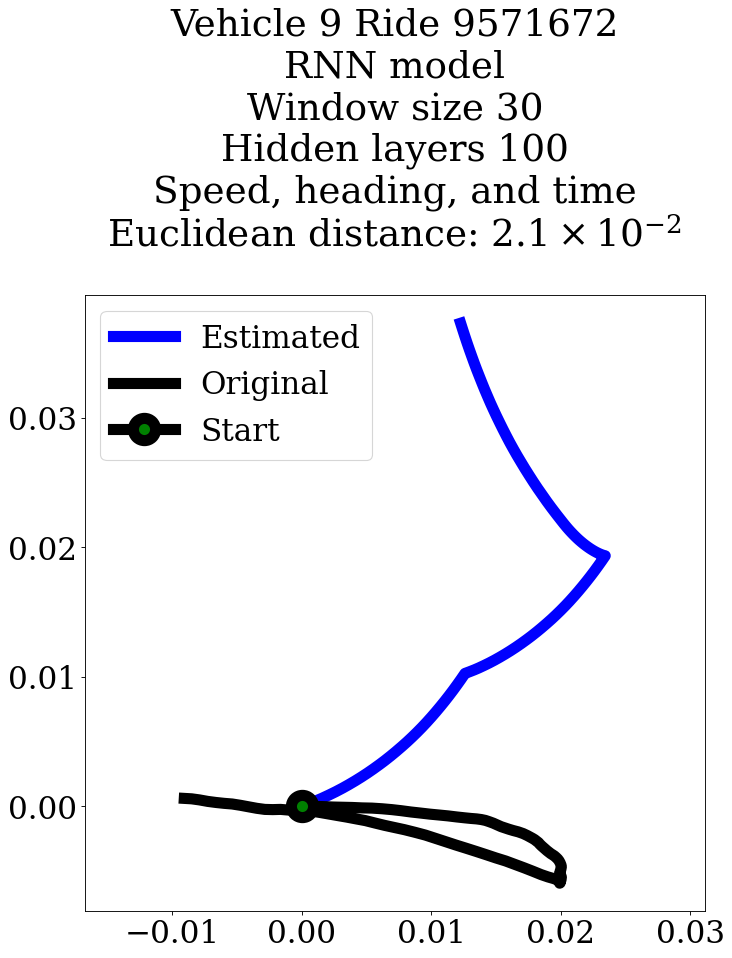 Vehicle 9 Ride 9571672
RNN model
Window size 30
Hidden layers 100
Speed, heading, and time
Euclidean distance: 2.1 × 10⁻²
Estimated
Original
Start
0.03
0.02
0.01
0.00
−0.01 0.00 0.01 0.02 0.03